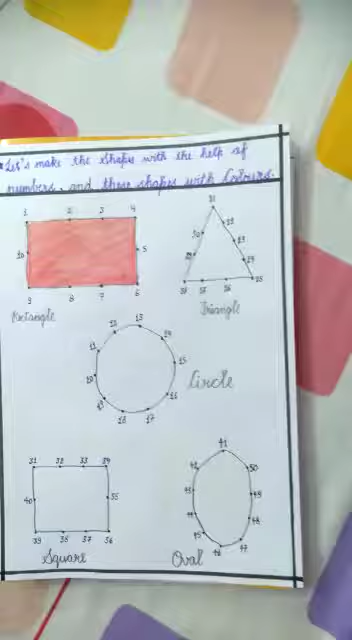 Let's make the shapes with the help of
numbers, and these shapes with Colours.
1 2 3 4
10 5
9 8 7 6
Rectangle
21
30 22
23
29 24
28 27 26 25
Triangle
12 13 14
11 15
20 16
19 18 17
Circle
31 32 33 34
40 35
39 38 37 36
Square
41
42 50
43 49
44 48
45 46 47
Oval